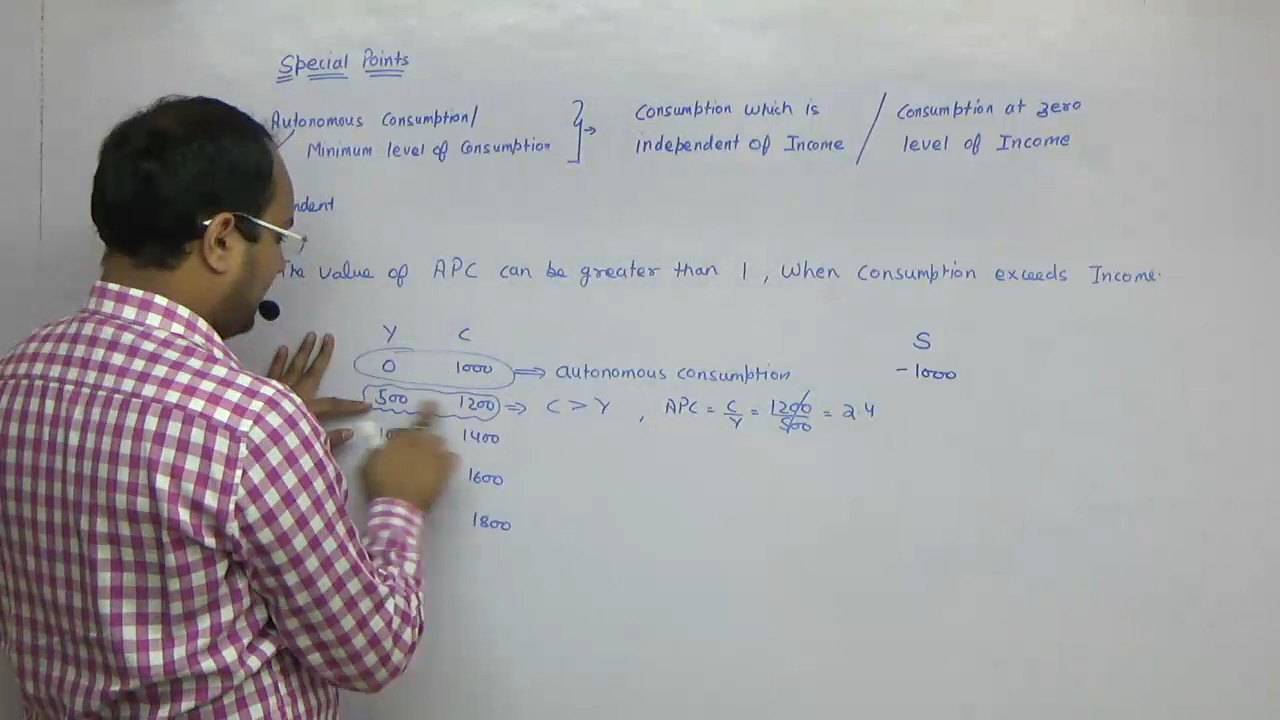 Special Points
Autonomous Consumption/ Consumption which is / Consumption at zero
Minimum level of Consumption independent of Income level of Income
The value of APC can be greater than 1, When Consumption exceeds Income.
Y C S
0 1000 ⇒ autonomous consumption -1000
500 1200 ⇒ C > Y , APC = C/Y = 1200/500 = 2.4
1400
1600
1800